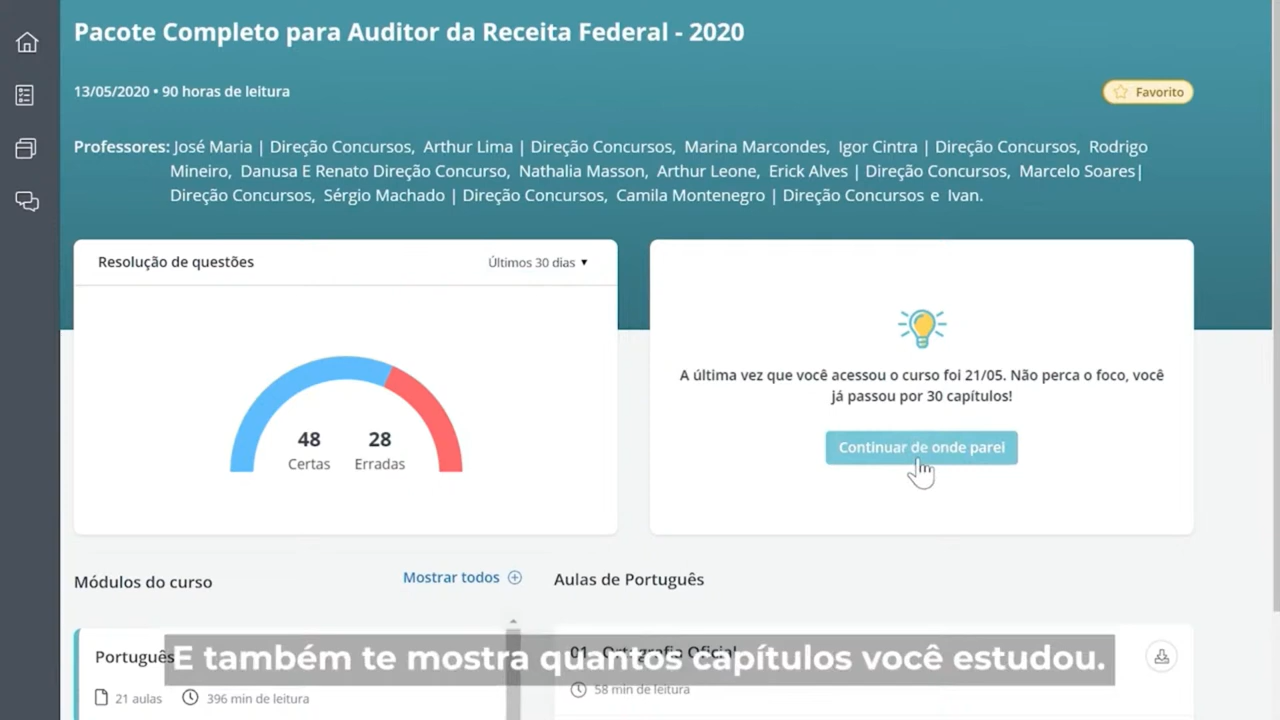 Pacote Completo para Auditor da Receita Federal - 2020
13/05/2020 • 90 horas de leitura
Favorito
Professores: José Maria | Direção Concursos, Arthur Lima | Direção Concursos, Marina Marcondes, Igor Cintra | Direção Concursos, Rodrigo
Mineiro, Danusa E Renato Direção Concurso, Nathalia Masson, Arthur Leone, Erick Alves | Direção Concursos, Marcelo Soares|
Direção Concursos, Sérgio Machado | Direção Concursos, Camila Montenegro | Direção Concursos e Ivan.
Resolução de questões
Últimos 30 dias
48
28
Certas
Erradas
A última vez que você acessou o curso foi 21/05. Não perca o foco, você
já passou por 30 capítulos!
Continuar de onde parei
Módulos do curso
Mostrar todos
Aulas de Português
Português
21 aulas
396 min de leitura
01 - Ortografia Oficial
58 min de leitura
E também te mostra quantos capítulos você estudou.